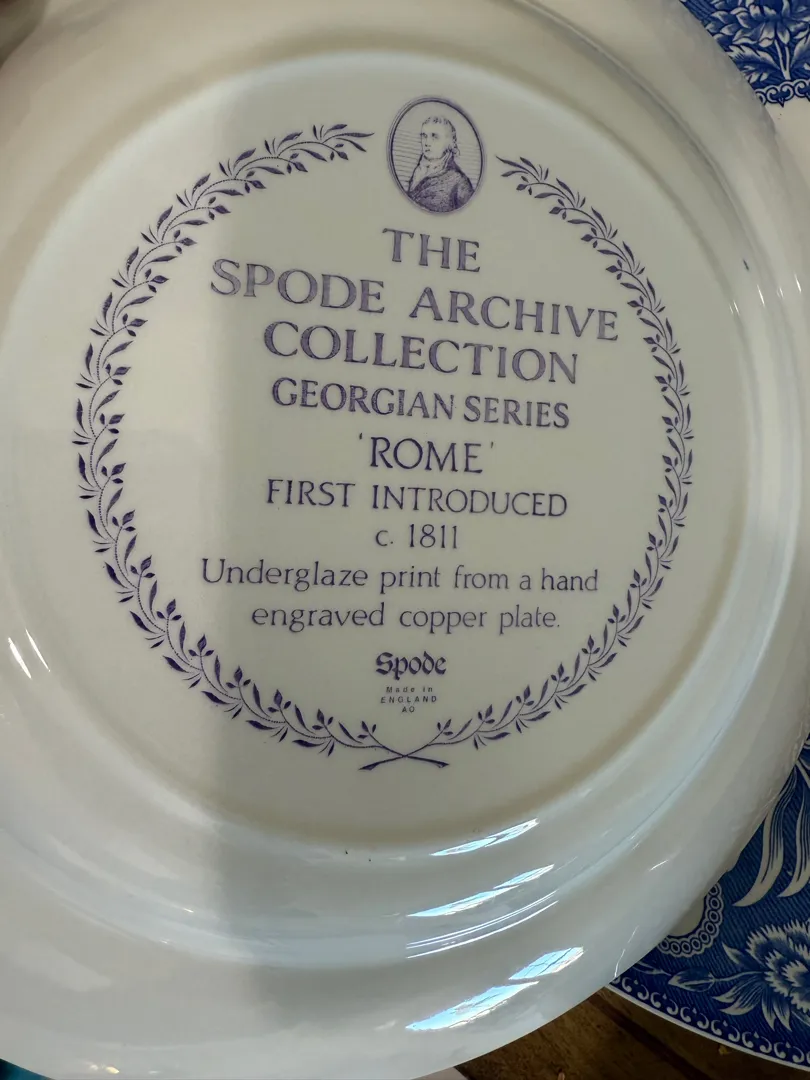 THE
SPODE ARCHIVE
COLLECTION
GEORGIAN SERIES
'ROME'
FIRST INTRODUCED
c. 1811
Underglaze print from a hand
engraved copper plate.
Spode
Made in
ENGLAND
AO